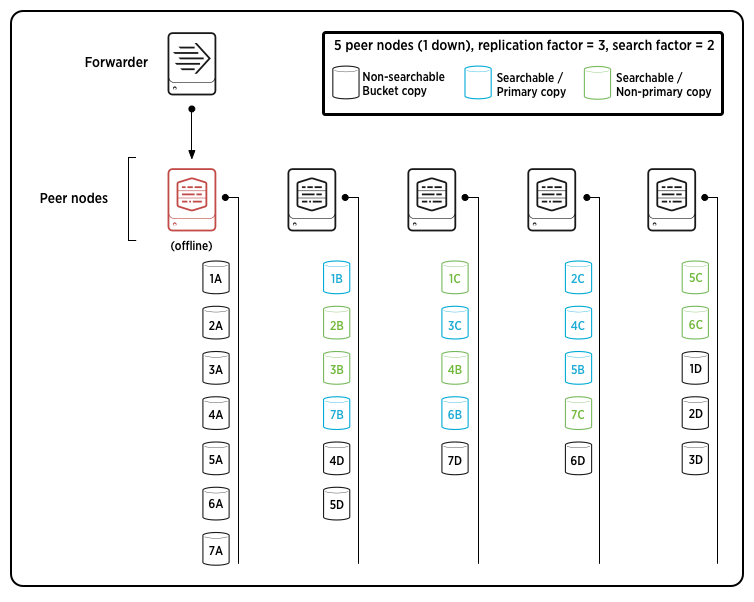 5 peer nodes (1 down), replication factor = 3, search factor = 2
Forwarder
Non-searchable
Bucket copy
Searchable /
Primary copy
Searchable /
Non-primary copy
Peer nodes
(offline)
1A 1B 1C 2C 5C
2A 2B 3C 4C 6C
3A 3B 4B 5B 1D
4A 7B 6B 7C 2D
5A 4D 7D 6D 3D
6A 5D
7A